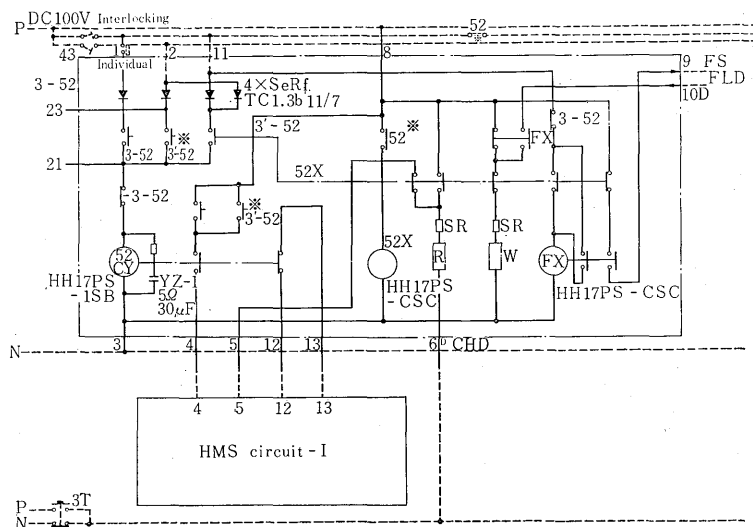 DC100V Interlocking
P
52
※
43 1 2 11 8
Individual
9 FS
FLD
10D
3-52
4×SeRf.
TC1.3b 11/7
23
3'-52
52 ※
3-52
FX
※
3-52
3'-52
21
52X
3-52
※
3'-52
52X
SR
SR
52
CY
R
W
FX
HH17PS
-1SB
YZ-1
5Ω
30μF
HH17PS
-CSC
HH17PS-CSC
N
3 4 5 12 13 6 D CHD
4 5 12 13
HMS circuit-I
P
3T
N